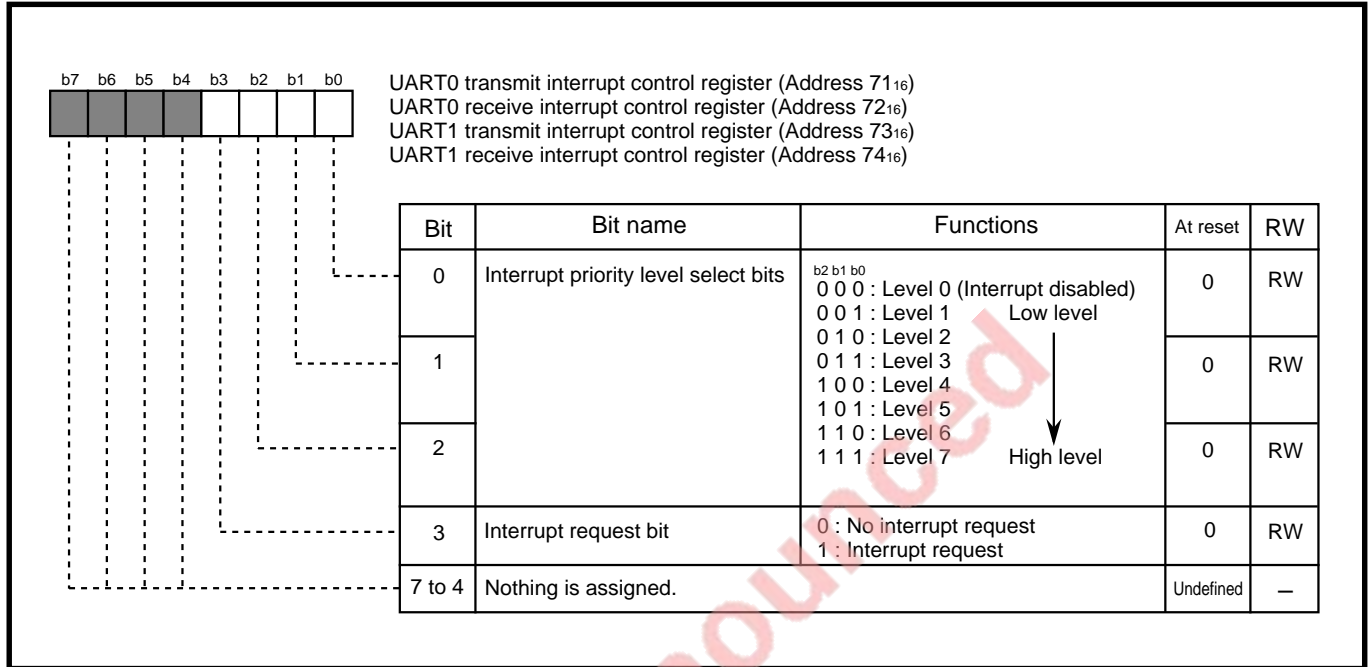 b7 b6 b5 b4 b3 b2 b1 b0
UART0 transmit interrupt control register (Address 71₁₆)
UART0 receive interrupt control register (Address 72₁₆)
UART1 transmit interrupt control register (Address 73₁₆)
UART1 receive interrupt control register (Address 74₁₆)
Bit Bit name Functions At reset RW
0 Interrupt priority level select bits 0 RW
b2 b1 b0
0 0 0 : Level 0 (Interrupt disabled)
0 0 1 : Level 1 Low level
0 1 0 : Level 2
1 0 1 1 : Level 3 0 RW
1 0 0 : Level 4
1 0 1 : Level 5
1 1 0 : Level 6
2 0 RW
1 1 1 : Level 7 High level
3 Interrupt request bit 0 : No interrupt request 0 RW
1 : Interrupt request
7 to 4 Nothing is assigned. Undefined –
ounced